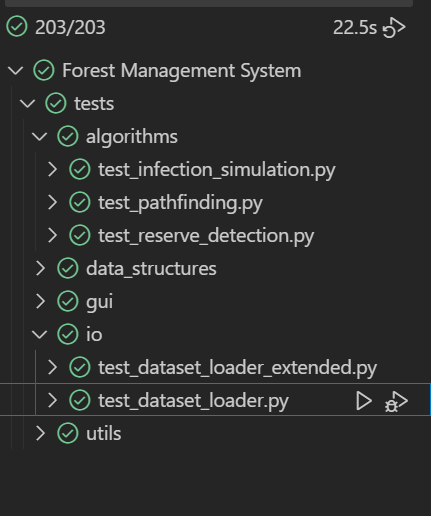 203/203 22.5s
Forest Management System
tests
algorithms
test_infection_simulation.py
test_pathfinding.py
test_reserve_detection.py
data_structures
gui
io
test_dataset_loader_extended.py
test_dataset_loader.py
utils